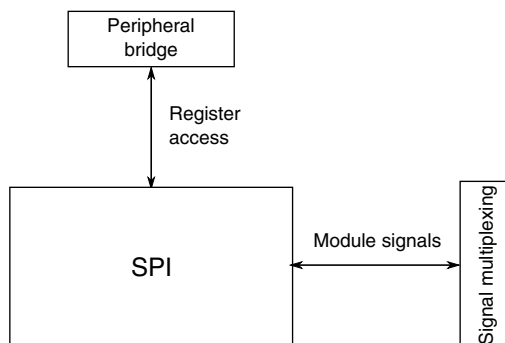 Peripheral
bridge
Register
access
SPI
Module signals
Signal multiplexing